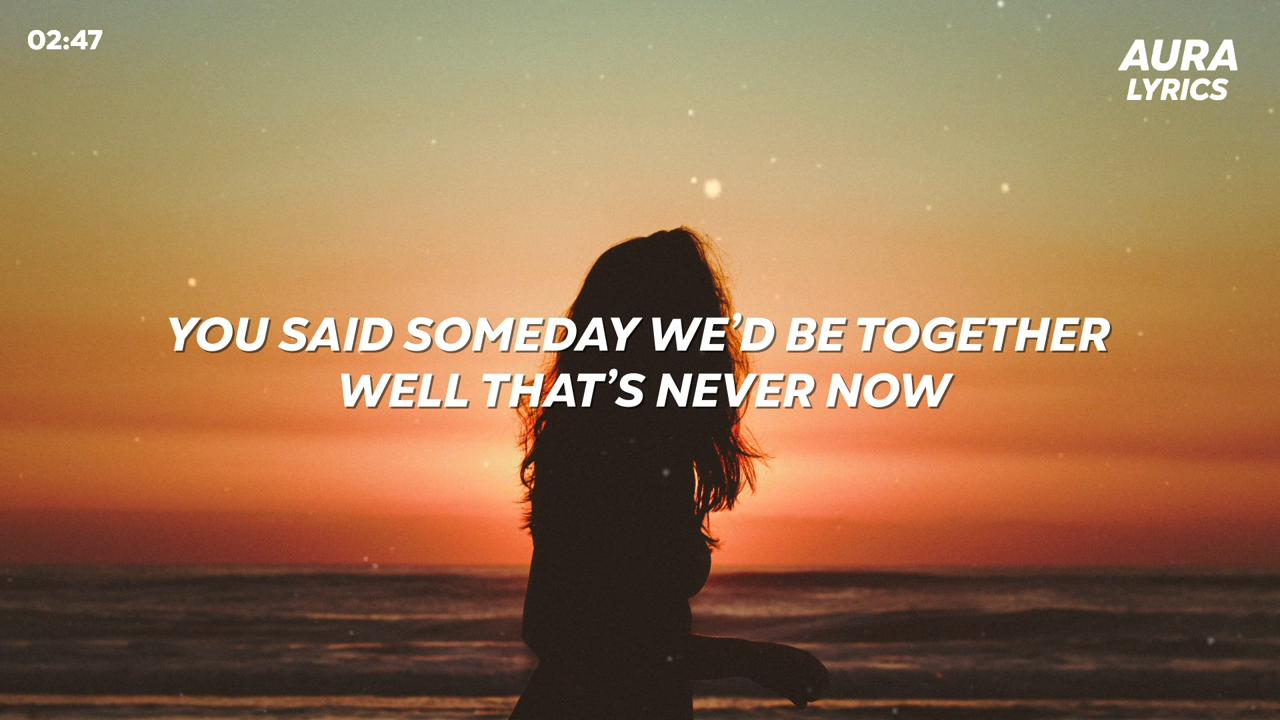 02:47
AURA
LYRICS
YOU SAID SOMEDAY WE’D BE TOGETHER
WELL THAT’S NEVER NOW